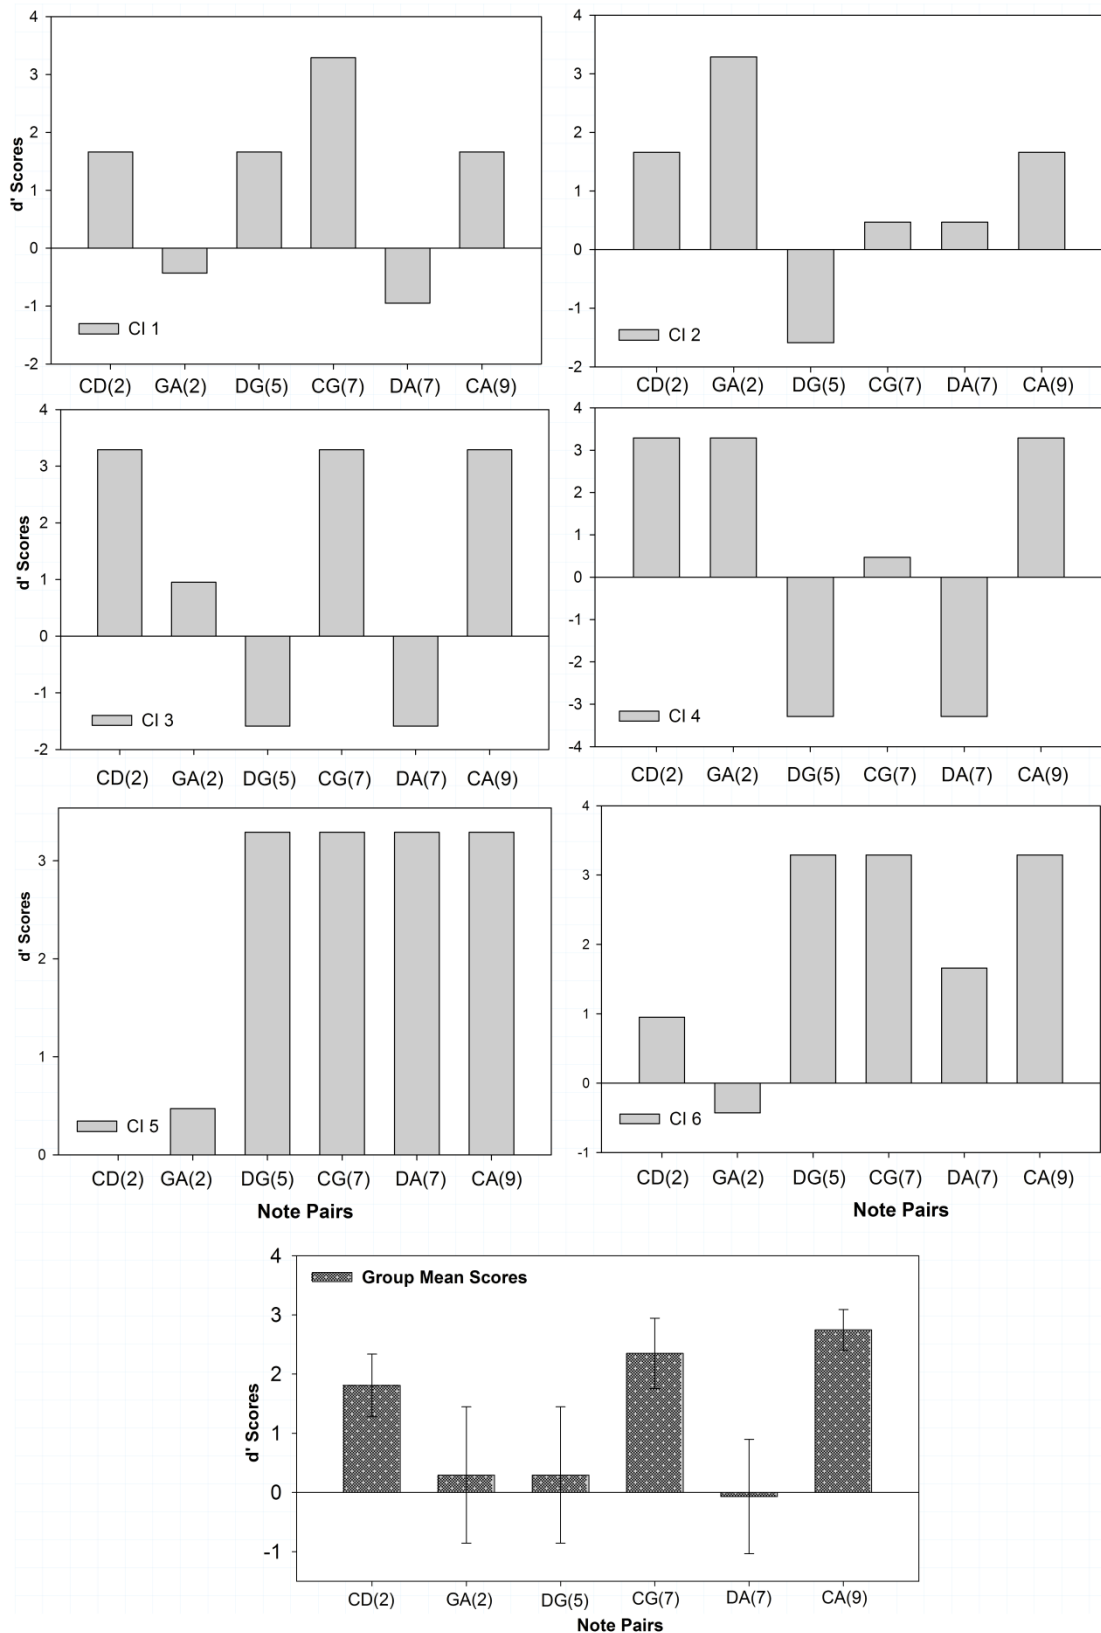 4
3
2
1
0
-1
-2
d' Scores
CI 1
CD(2) GA(2) DG(5) CG(7) DA(7) CA(9)
4
3
2
1
0
-1
-2
CI 2
CD(2) GA(2) DG(5) CG(7) DA(7) CA(9)
4
3
2
1
0
-1
-2
d' Scores
CI 3
CD(2) GA(2) DG(5) CG(7) DA(7) CA(9)
4
3
2
1
0
-1
-2
-3
-4
CI 4
CD(2) GA(2) DG(5) CG(7) DA(7) CA(9)
3
2
1
0
d' Scores
CI 5
CD(2) GA(2) DG(5) CG(7) DA(7) CA(9)
Note Pairs
4
3
2
1
0
-1
CI 6
CD(2) GA(2) DG(5) CG(7) DA(7) CA(9)
Note Pairs
4
3
2
1
0
-1
d' Scores
Group Mean Scores
CD(2) GA(2) DG(5) CG(7) DA(7) CA(9)
Note Pairs